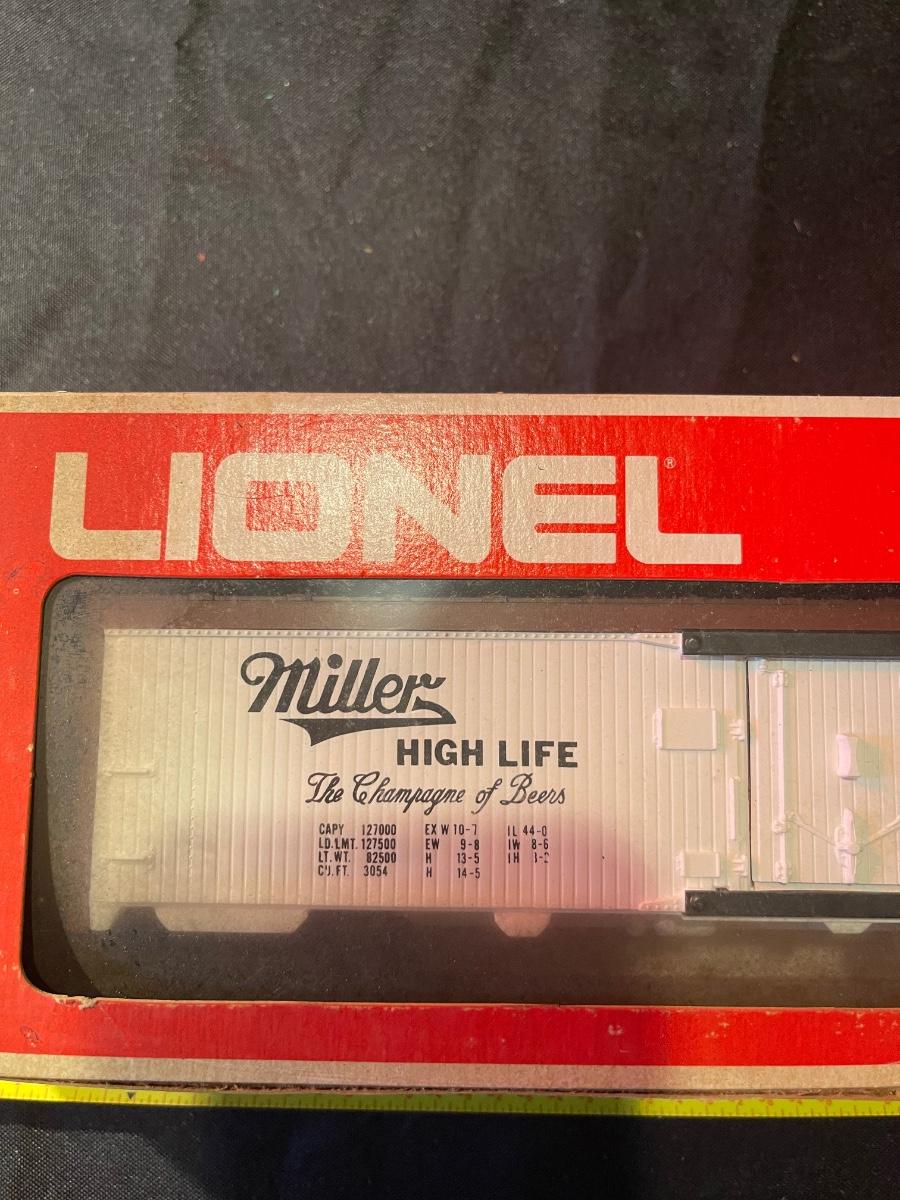 LIONEL®
Miller
HIGH LIFE
The Champagne of Beers
CAPY 127000 EX W 10-7 IL 44-0
LD.LMT. 127500 EW 9-8 IW 8-6
LT.WT. 82500 H 13-5 IH
CU.FT. 3054 H 14-5